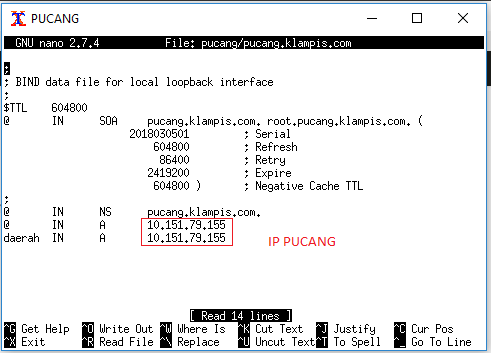 PUCANG
GNU nano 2.7.4 File: pucang/pucang.klampis.com
;
; BIND data file for local loopback interface
;
$TTL 604800
@ IN SOA pucang.klampis.com. root.pucang.klampis.com. (
2018030501 ; Serial
604800 ; Refresh
86400 ; Retry
2419200 ; Expire
604800 ) ; Negative Cache TTL
;
@ IN NS pucang.klampis.com.
@ IN A 10.151.79.155
daerah IN A 10.151.79.155
IP PUCANG
[ Read 14 lines ]
^G Get Help ^O Write Out ^W Where Is ^K Cut Text ^J Justify ^C Cur Pos
^X Exit ^R Read File ^\ Replace ^U Uncut Text ^T To Spell ^_ Go To Line